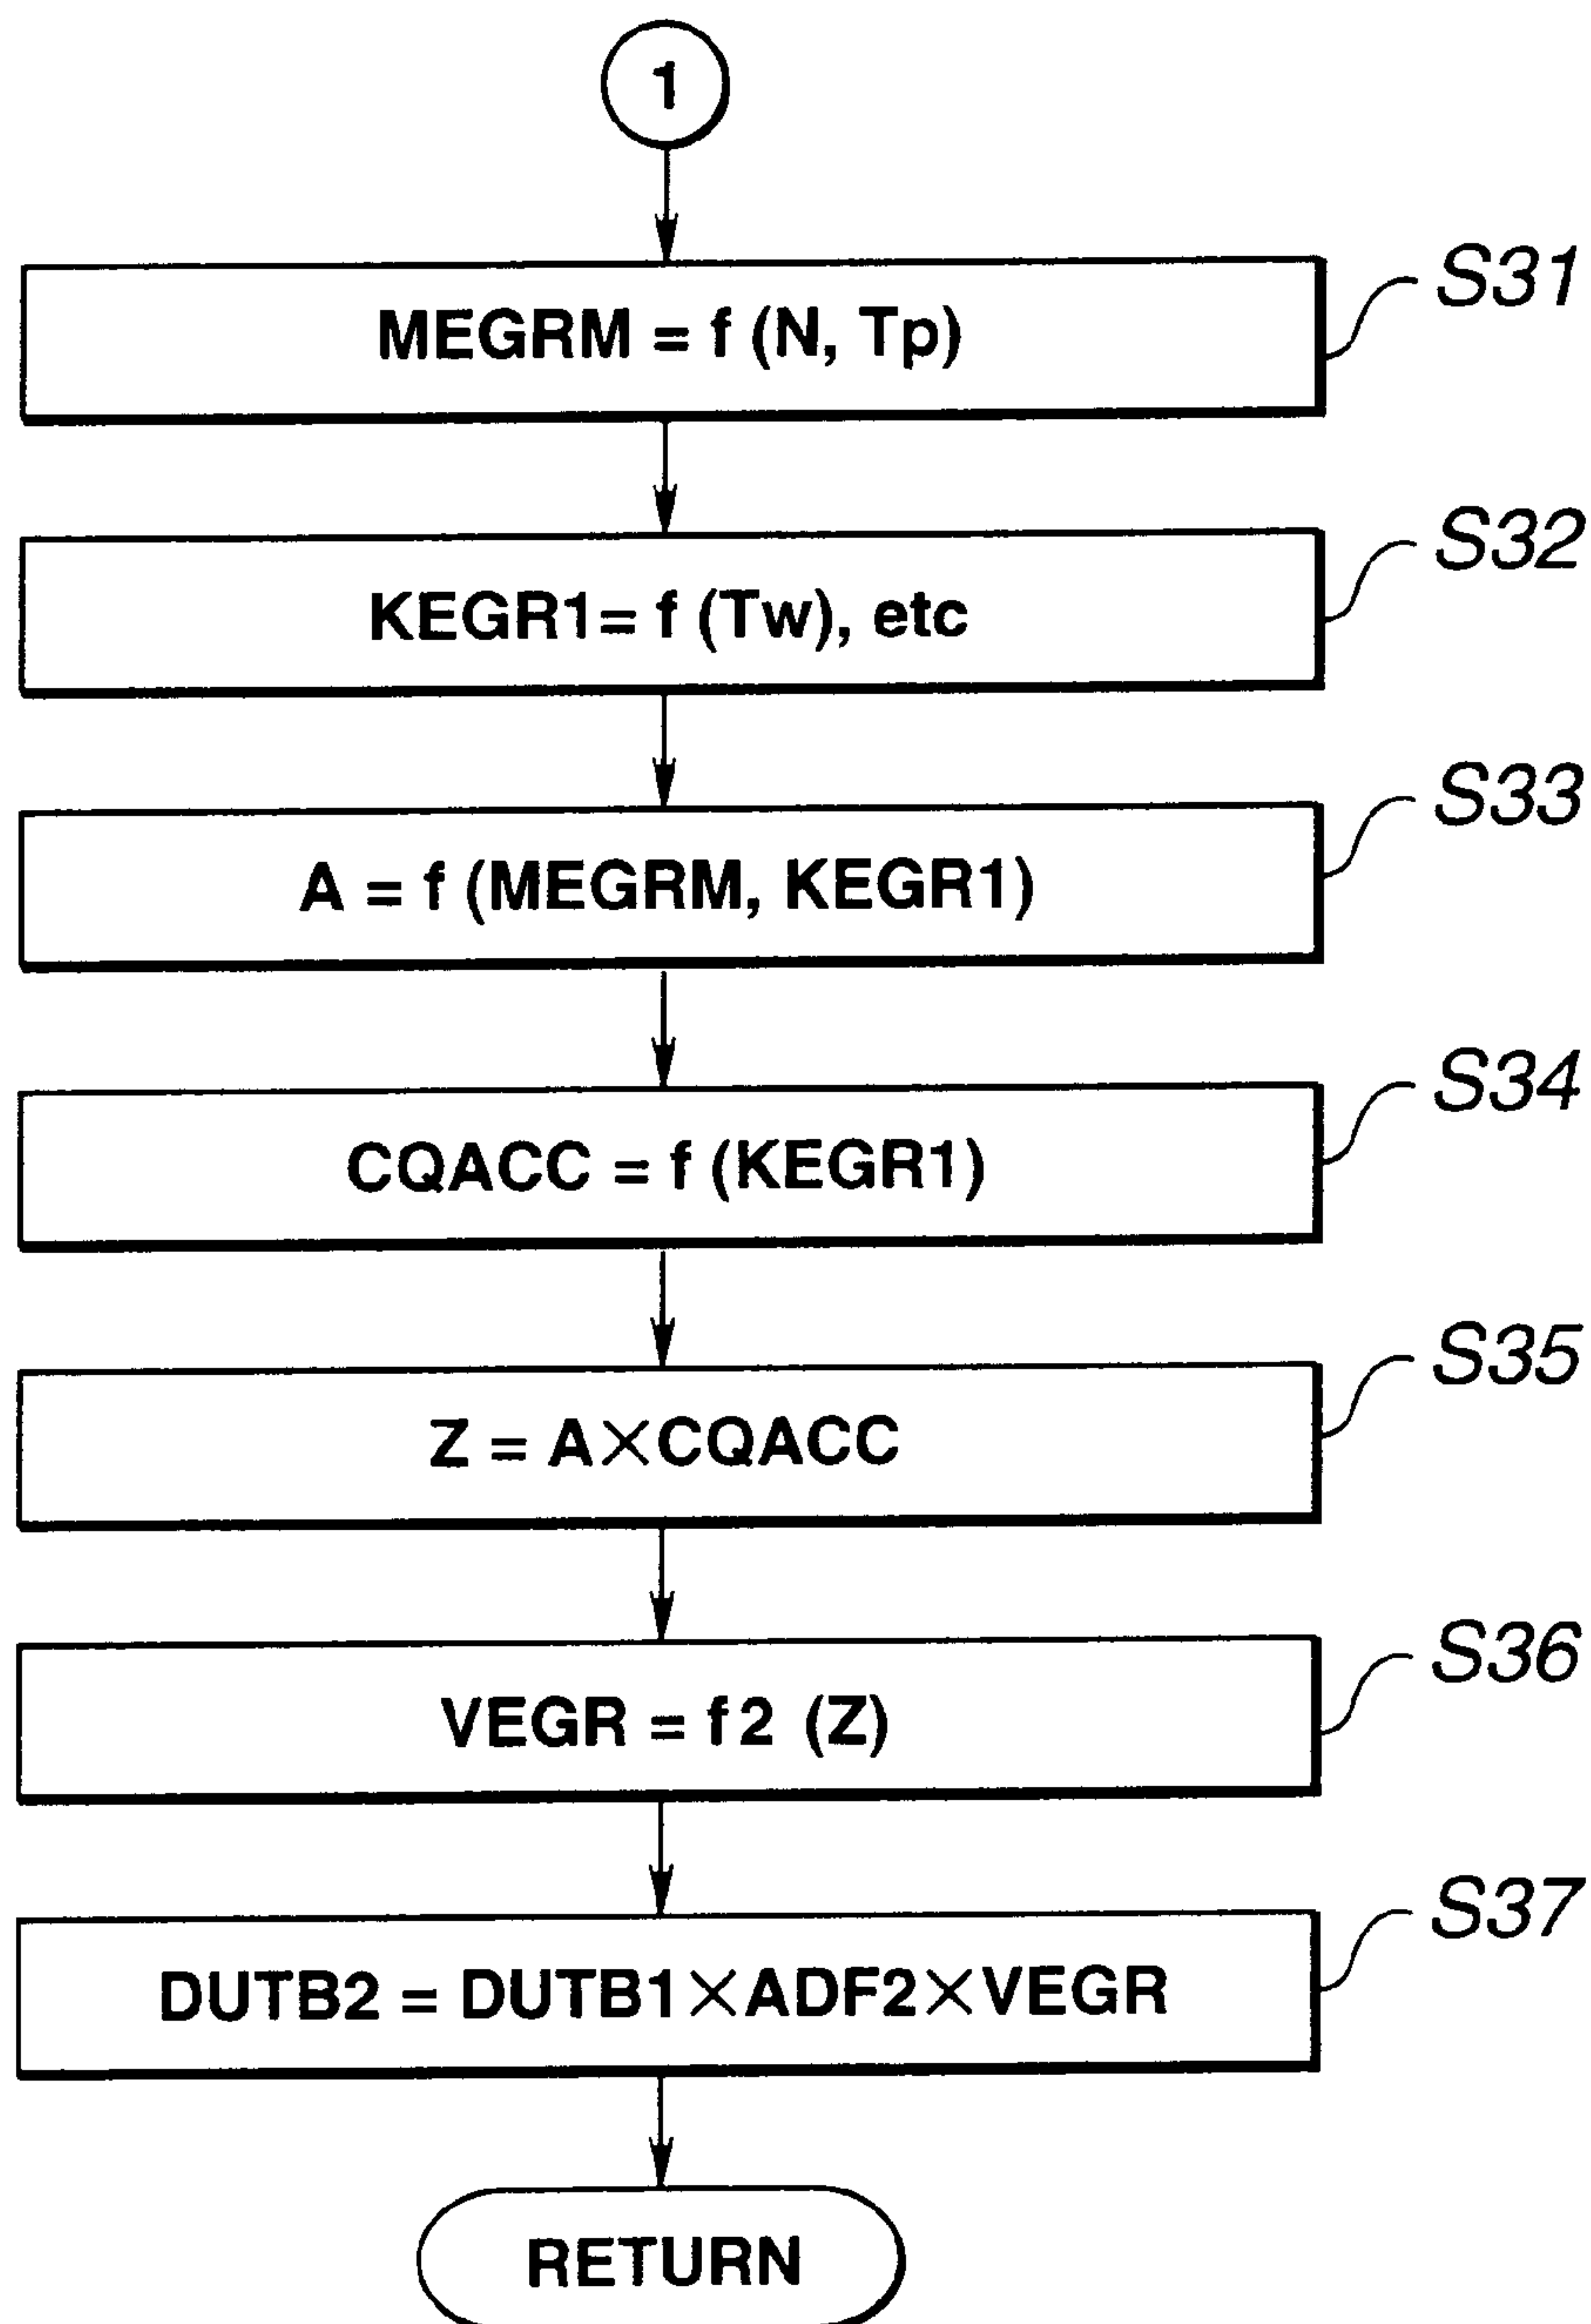 1
MEGRM = f (N, Tp)
S31
KEGR1= f (Tw), etc
S32
A = f (MEGRM, KEGR1)
S33
CQACC = f (KEGR1)
S34
Z = A×CQACC
S35
VEGR = f2 (Z)
S36
DUTB2 = DUTB1×ADF2×VEGR
S37
RETURN